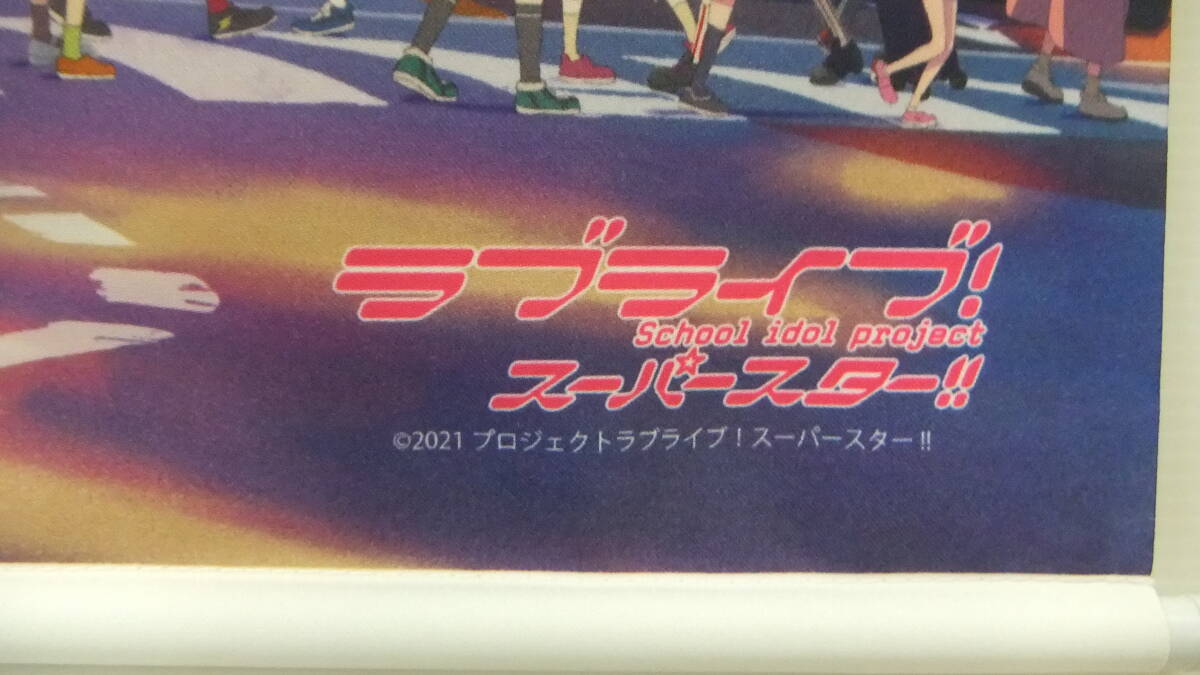 ラブライブ!
School idol project
スーパースター!!
©2021 プロジェクトラブライブ！スーパースター!!